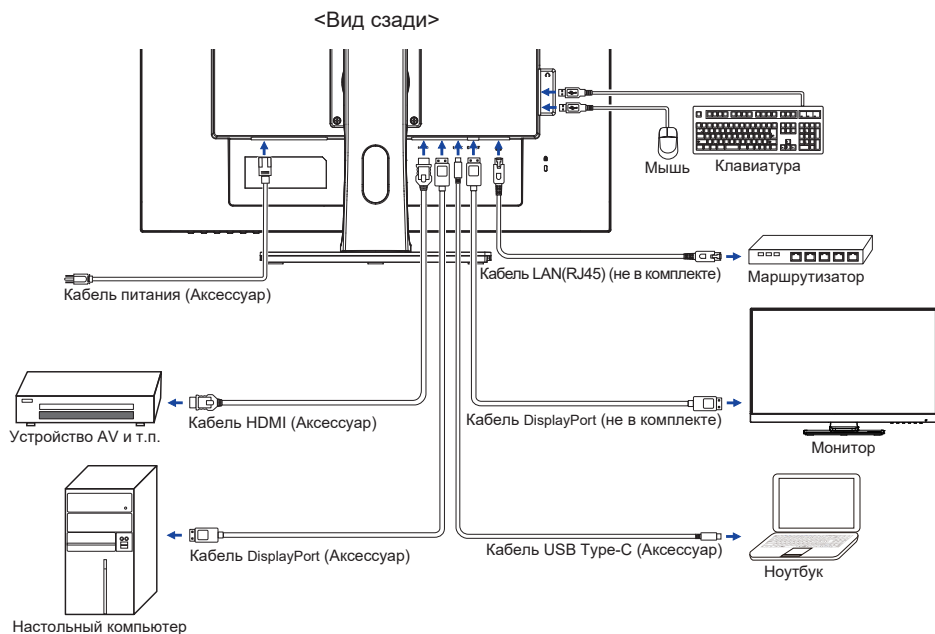 <Вид сзади>
Мышь
Клавиатура
Кабель LAN(RJ45) (не в комплекте)
Маршрутизатор
Кабель питания (Аксессуар)
Кабель HDMI (Аксессуар)
Кабель DisplayPort (не в комплекте)
Устройство AV и т.п.
Монитор
Кабель DisplayPort (Аксессуар)
Кабель USB Type-C (Аксессуар)
Ноутбук
Настольный компьютер